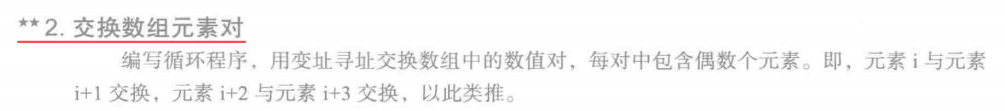 **2. 交换数组元素对
编写循环程序，用变址寻址交换数组中的数值对，每对中包含偶数个元素。即，元素 i 与元素
i+1 交换，元素 i+2 与元素 i+3 交换，以此类推。